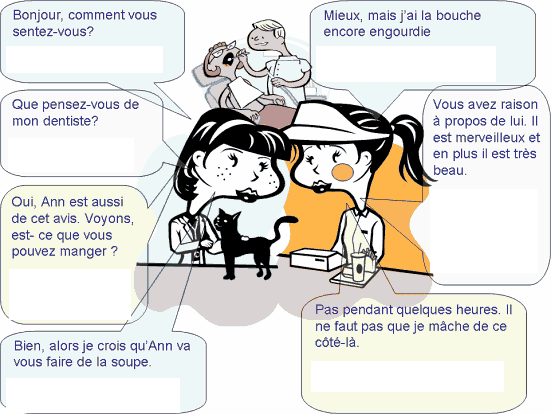 Bonjour, comment vous
sentez-vous?
Mieux, mais j'ai la bouche
encore engourdie
Que pensez-vous de
mon dentiste?
Vous avez raison
à propos de lui. Il
est merveilleux et
en plus il est très
beau.
Oui, Ann est aussi
de cet avis. Voyons,
est- ce que vous
pouvez manger ?
Pas pendant quelques heures. Il
ne faut pas que je mâche de ce
côté-là.
Bien, alors je crois qu'Ann va
vous faire de la soupe.